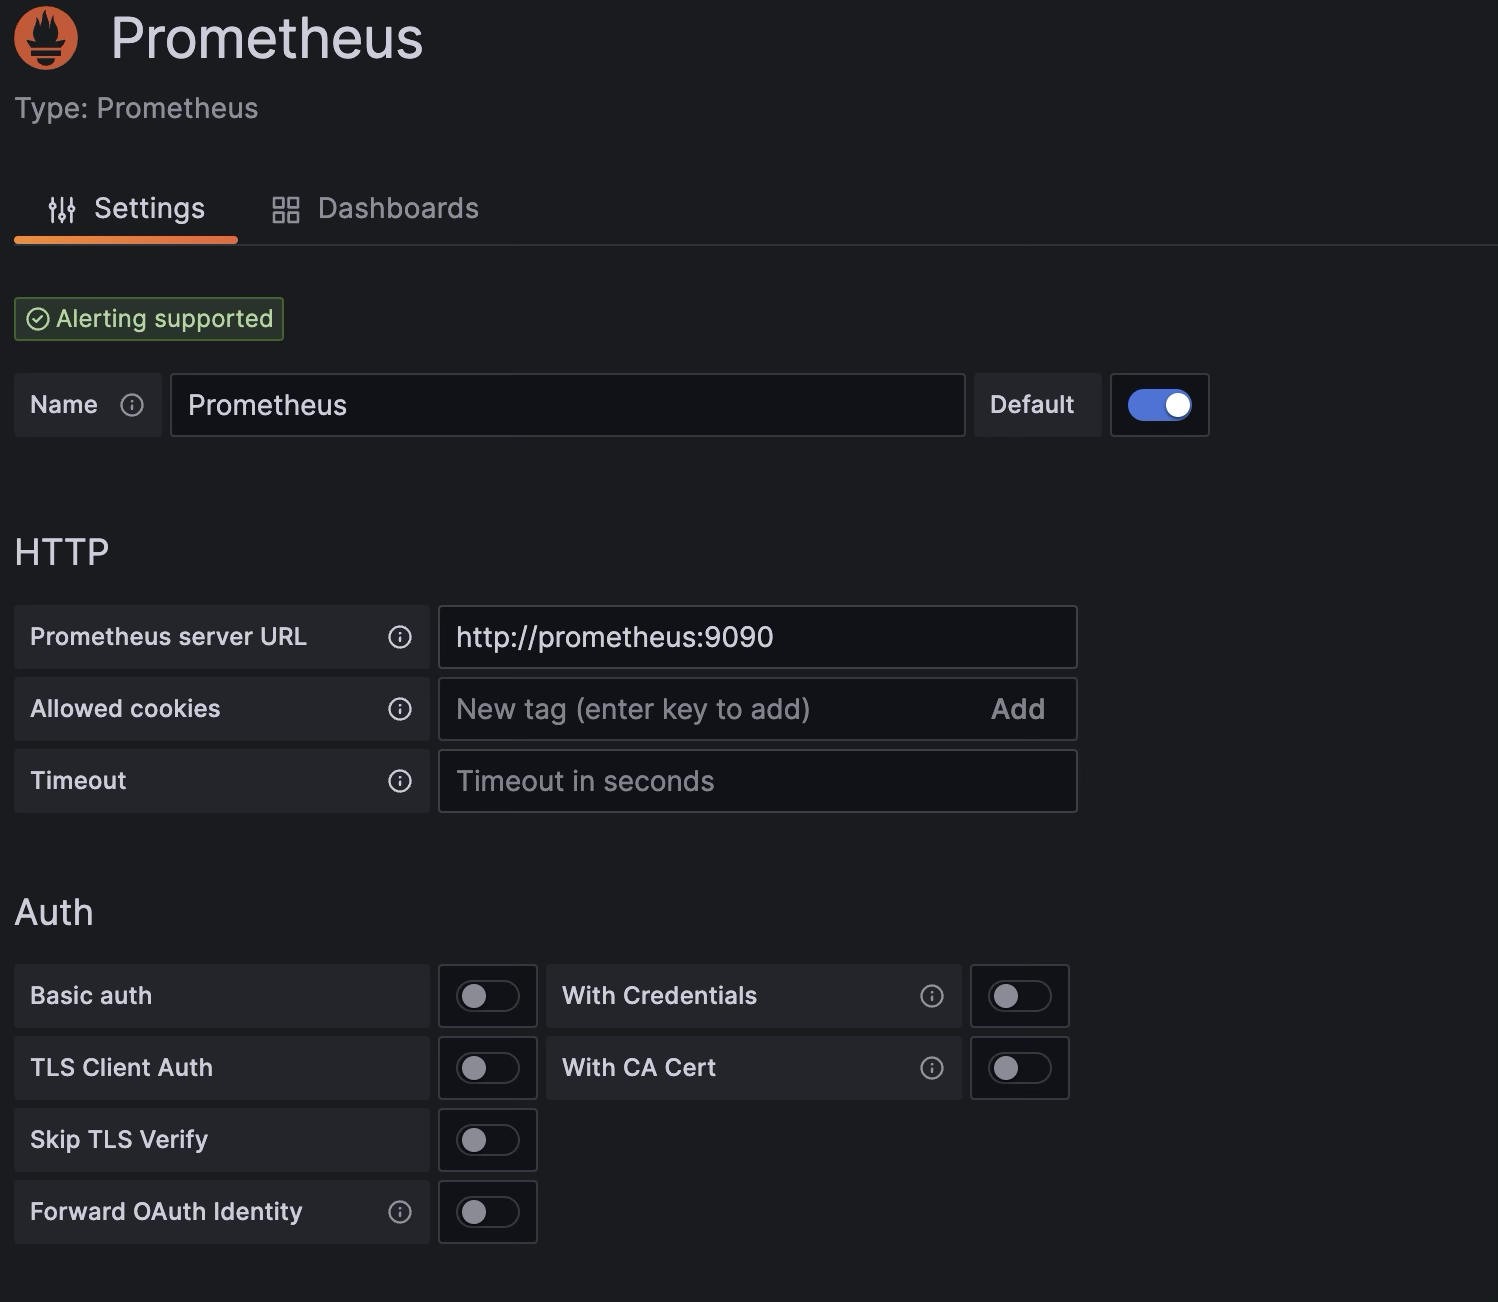 Prometheus
Type: Prometheus
Settings
Dashboards
Alerting supported
Name
Prometheus
Default
HTTP
Prometheus server URL
http://prometheus:9090
Allowed cookies
New tag (enter key to add)
Add
Timeout
Timeout in seconds
Auth
Basic auth
With Credentials
TLS Client Auth
With CA Cert
Skip TLS Verify
Forward OAuth Identity